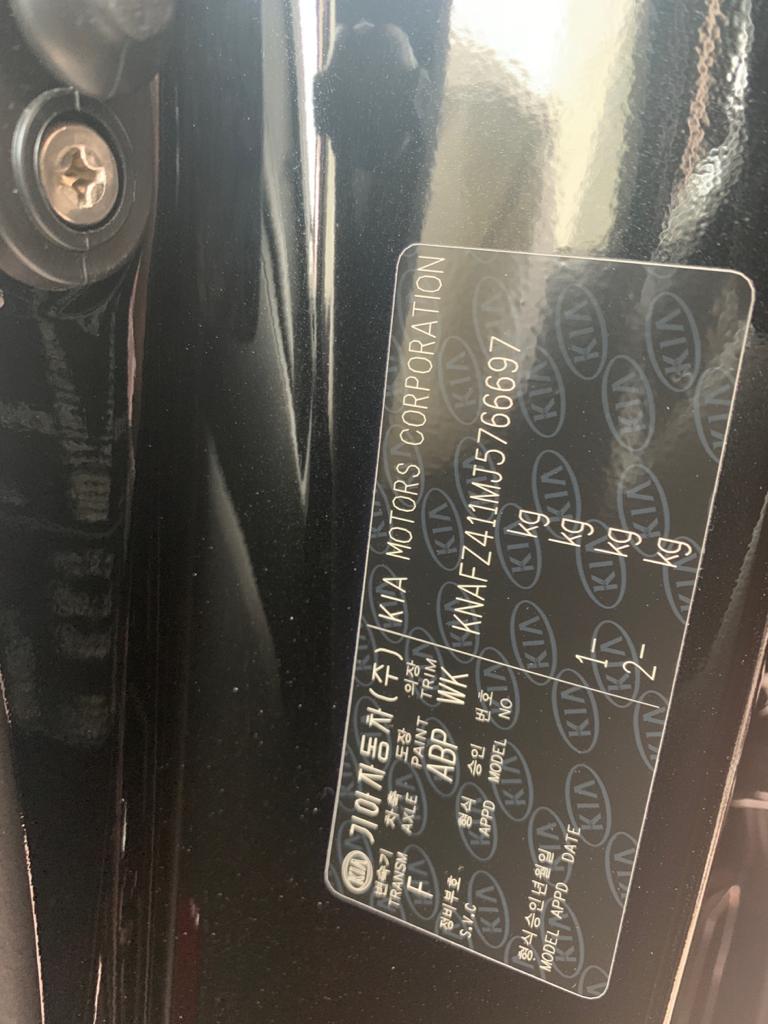 KIA 기아자동차(주) KIA MOTORS CORPORATION
변속기 차축 도장 의장
TRANSM AXLE PAINT TRIM
F ABP WK KNAFZ411MJ5766697
정비부호 형식 승인 번호 kg
S.V.C APPD MODEL NO kg
형식승인년월일 1- kg
MODEL APPD DATE 2- kg